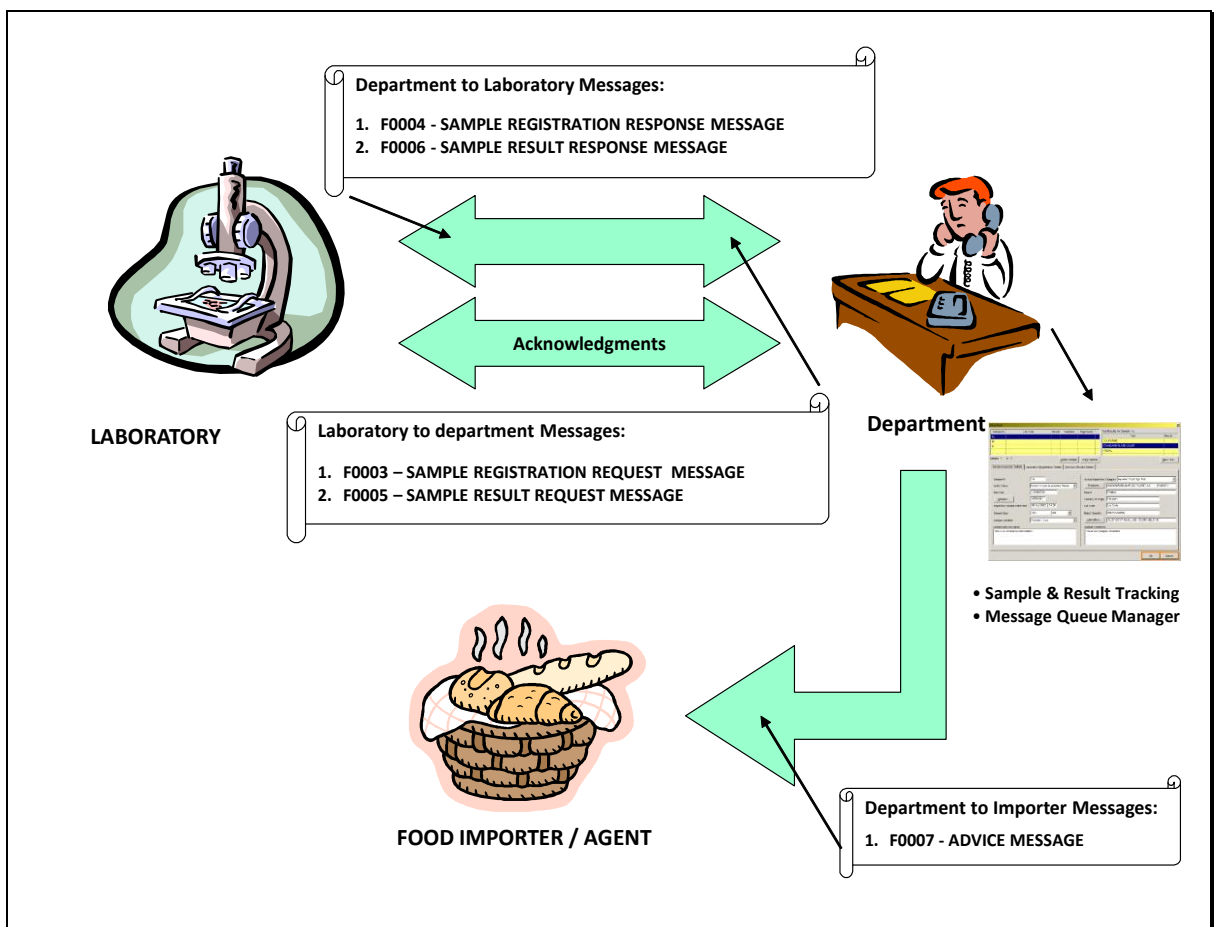 Department to Laboratory Messages:
1. F0004 - SAMPLE REGISTRATION RESPONSE MESSAGE
2. F0006 - SAMPLE RESULT RESPONSE MESSAGE
Acknowledgments
LABORATORY
Department
Laboratory to department Messages:
1. F0003 – SAMPLE REGISTRATION REQUEST MESSAGE
2. F0005 – SAMPLE RESULT REQUEST MESSAGE
• Sample & Result Tracking
• Message Queue Manager
FOOD IMPORTER / AGENT
Department to Importer Messages:
1. F0007 - ADVICE MESSAGE